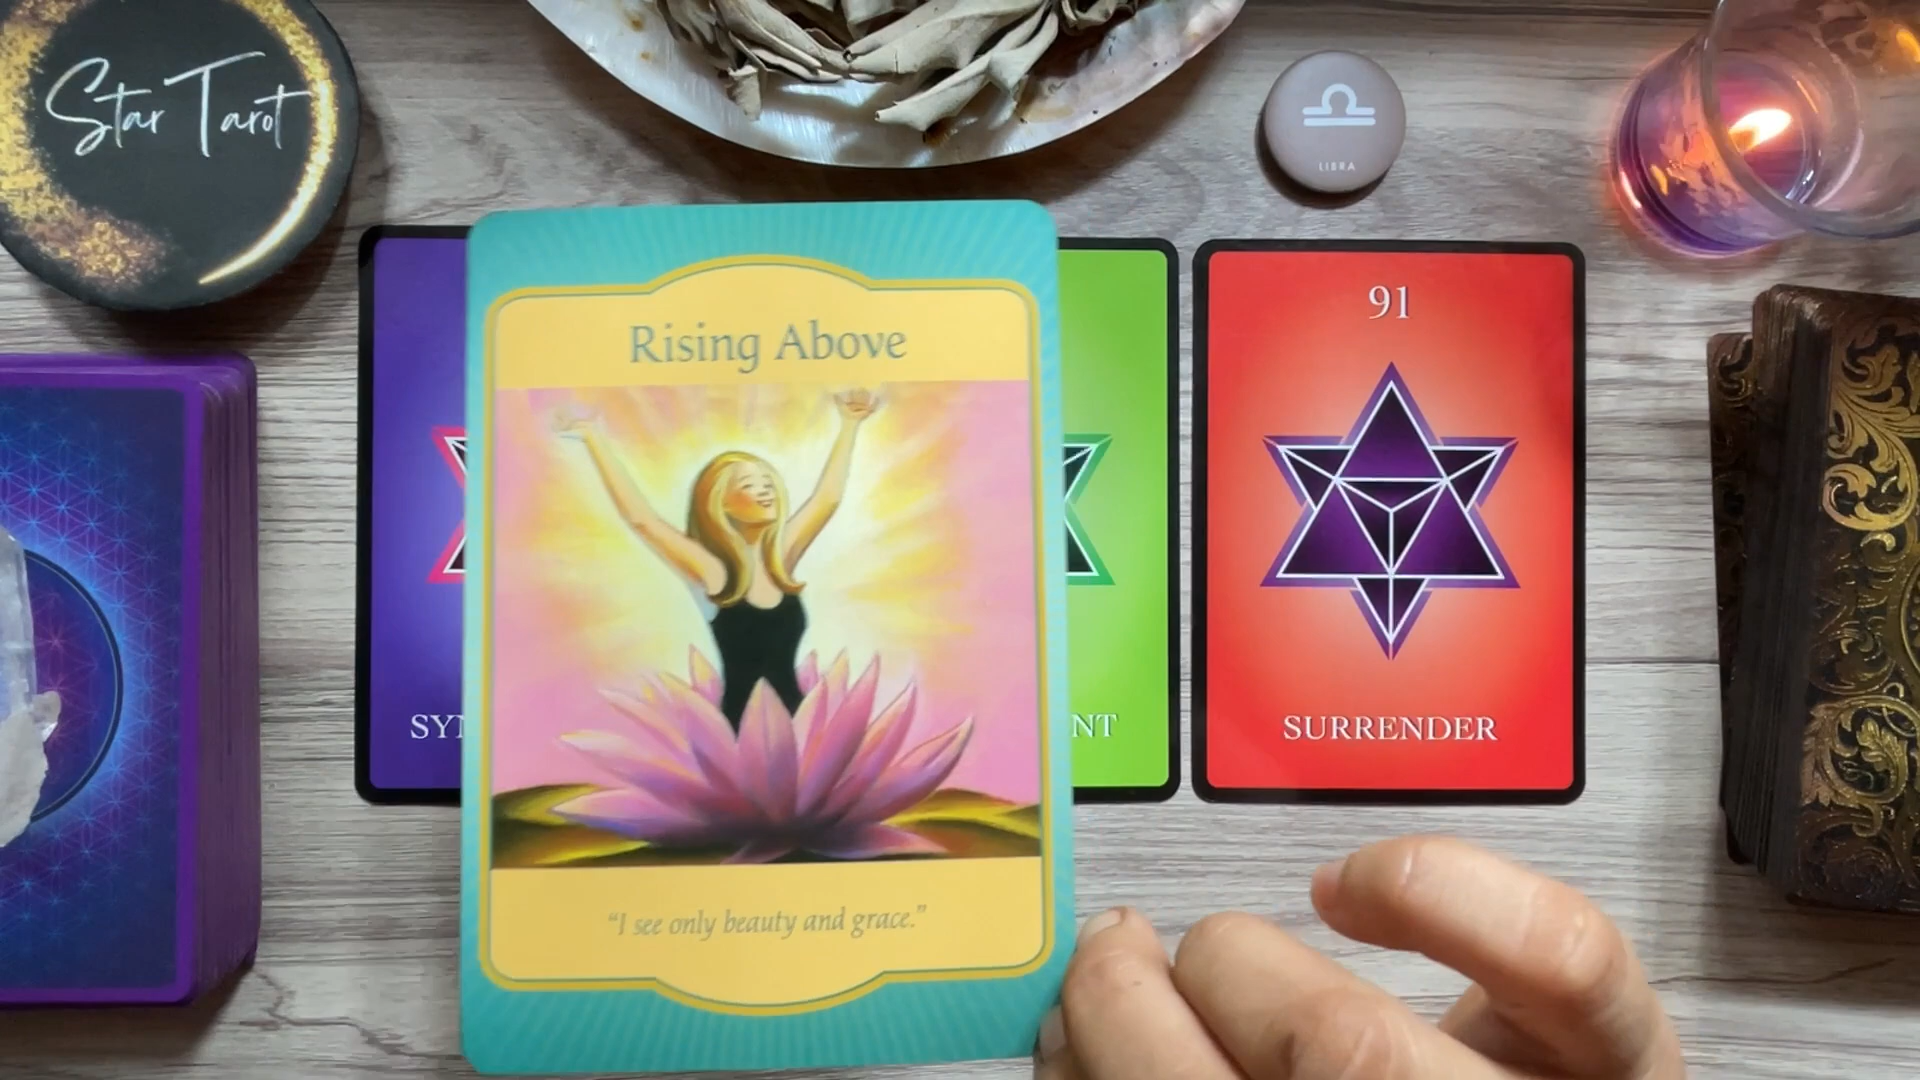 Star Tarot
LIBRA
Rising Above
91
SURRENDER
“I see only beauty and grace.”